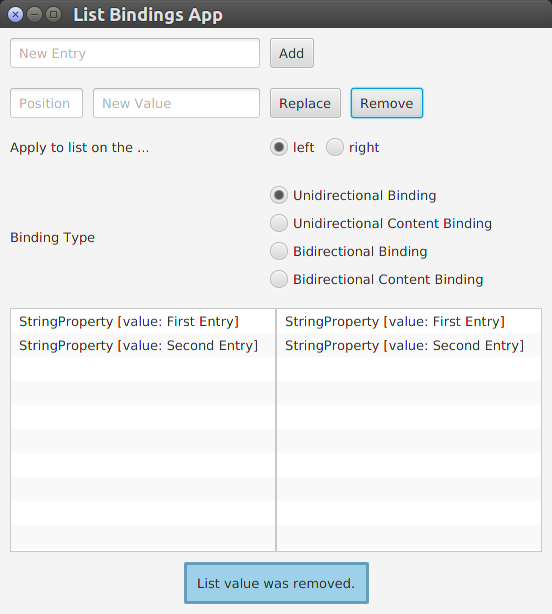 List Bindings App
New Entry
Add
Position
New Value
Replace
Remove
Apply to list on the ...
left
right
Binding Type
Unidirectional Binding
Unidirectional Content Binding
Bidirectional Binding
Bidirectional Content Binding
StringProperty [value: First Entry]
StringProperty [value: First Entry]
StringProperty [value: Second Entry]
StringProperty [value: Second Entry]
List value was removed.